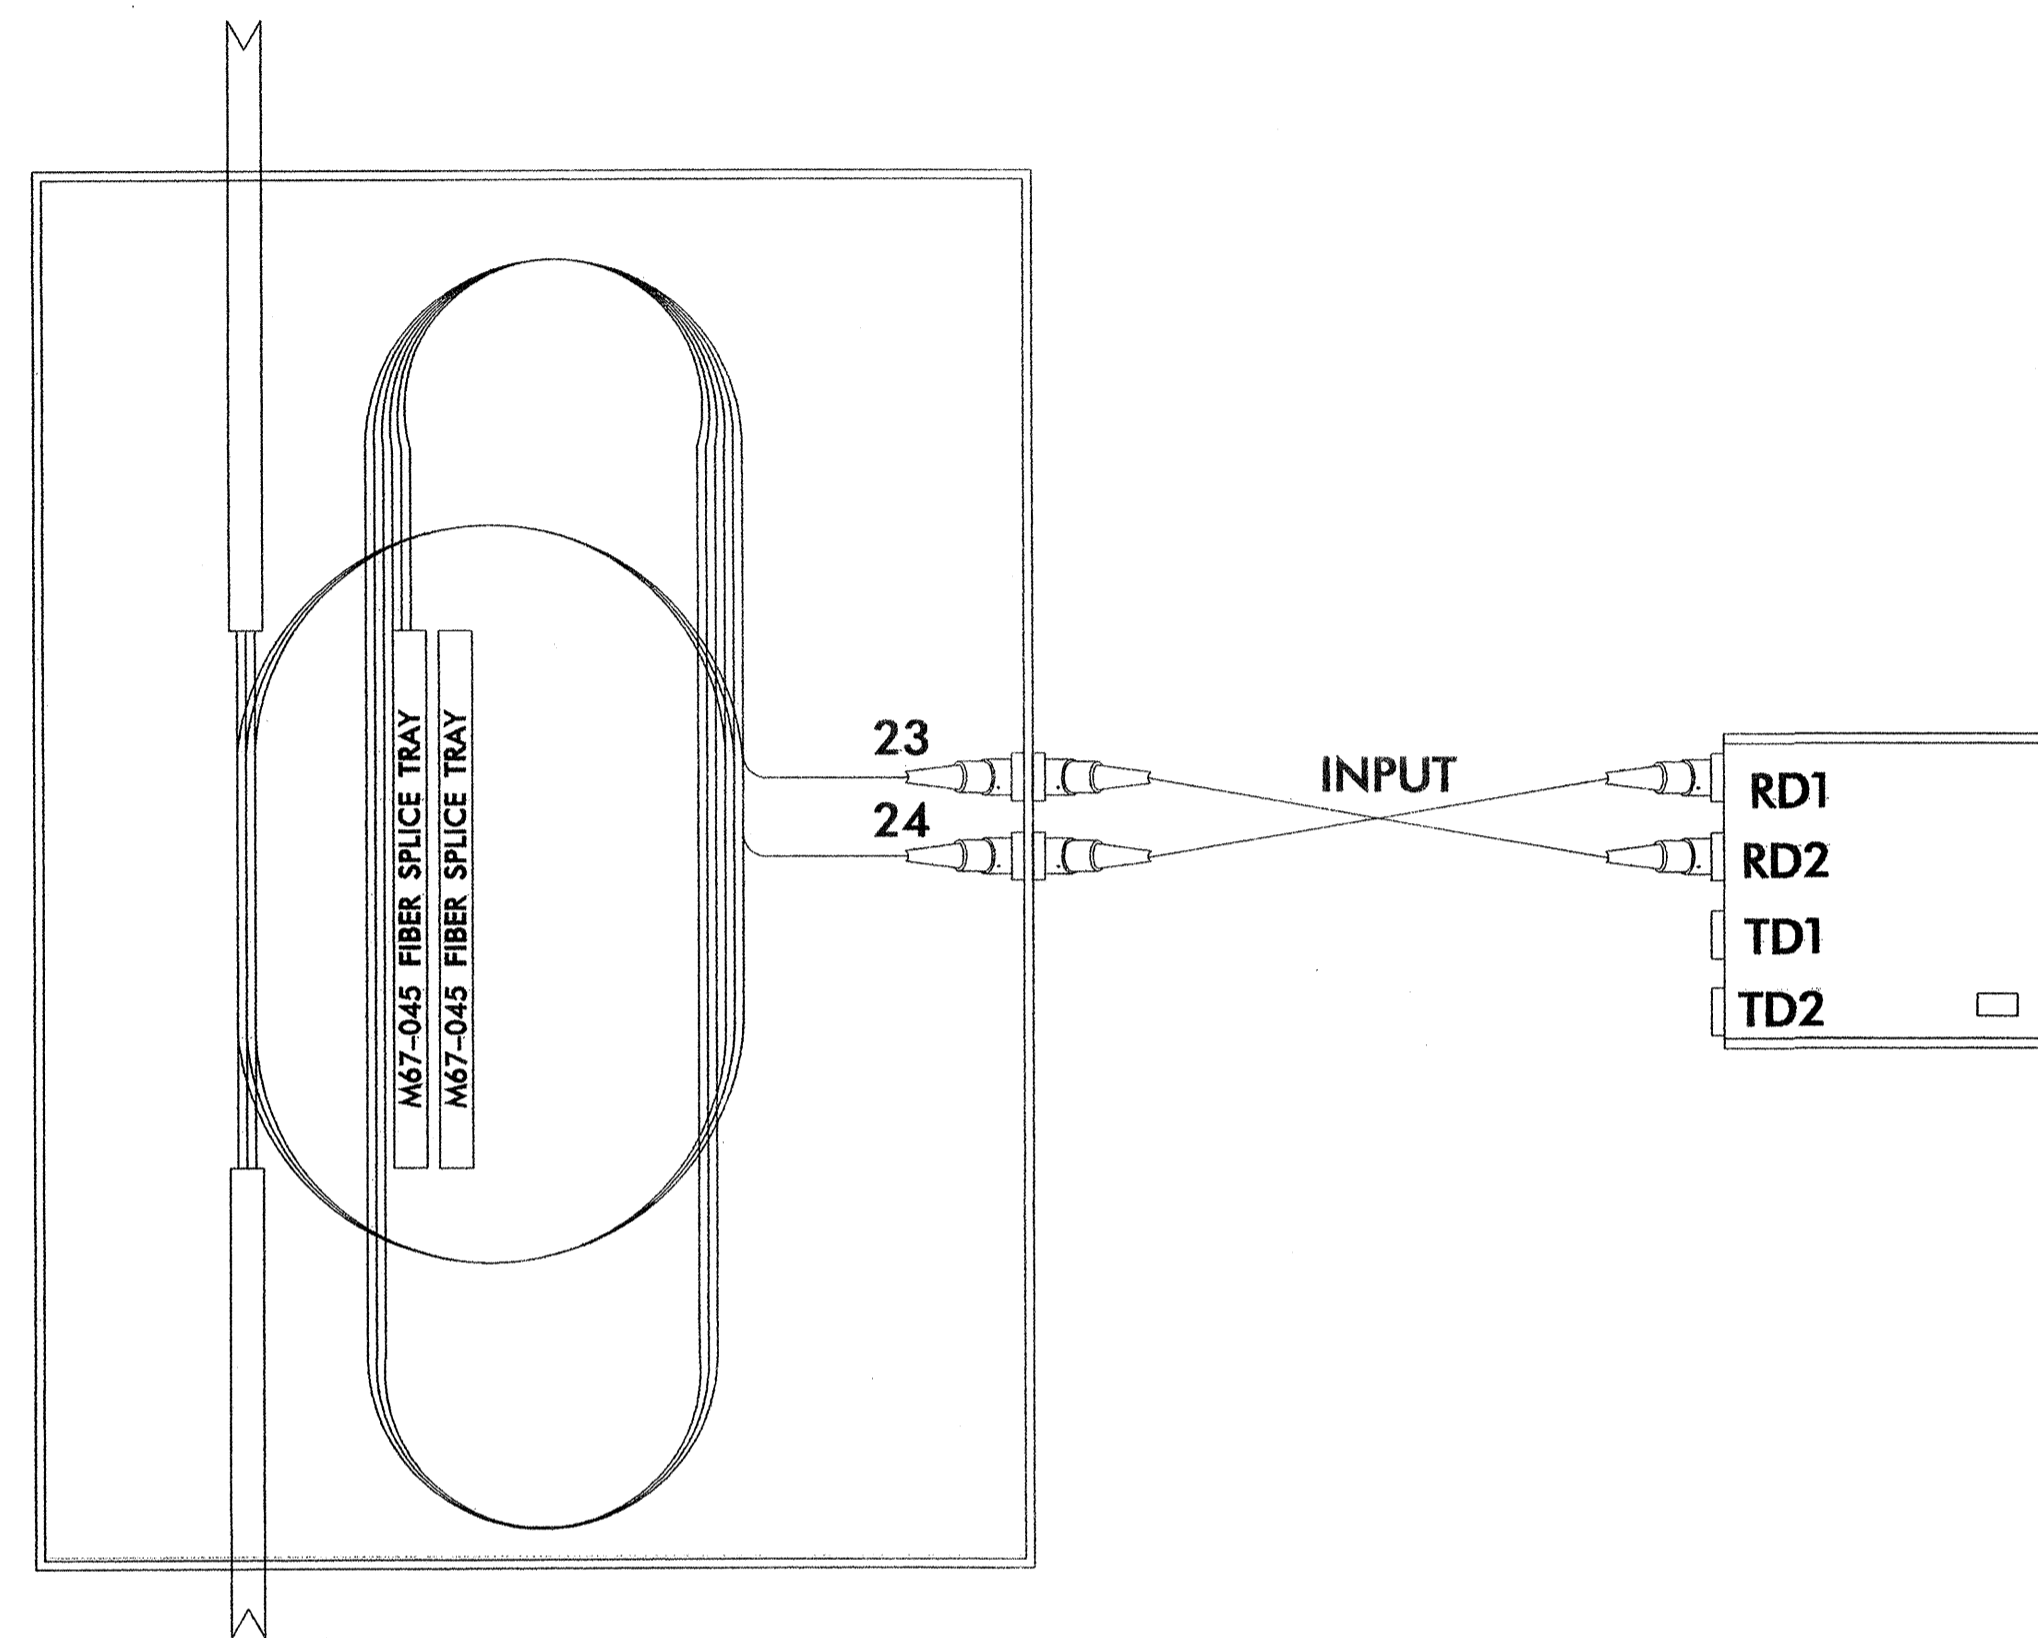 M67-045 FIBER SPLICE TRAY
M67-045 FIBER SPLICE TRAY
23
24
INPUT
RD1
RD2
TD1
TD2